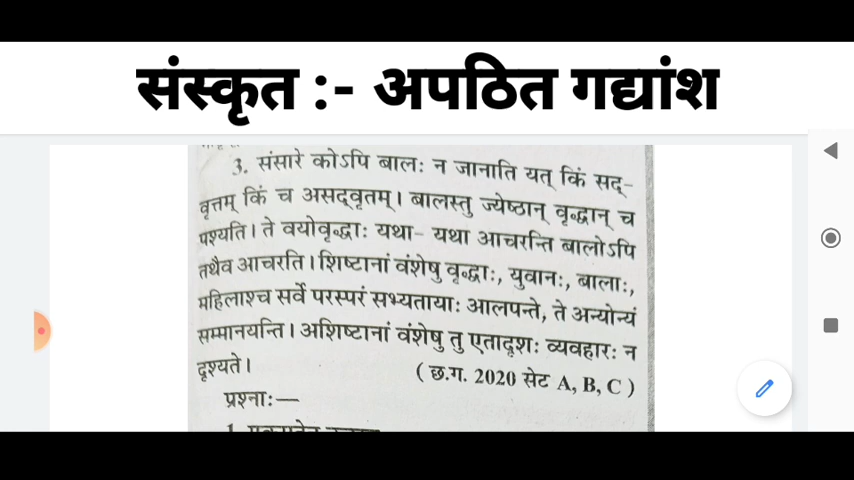 संस्कृत :- अपठित गद्यांश
3. संसारे कोऽपि बालः न जानाति यत् किं सद्-
वृत्तम् किं च असद्वृतम्। बालस्तु ज्येष्ठान् वृद्धान् च
पश्यति। ते वयोवृद्धाः यथा- यथा आचरन्ति बालोऽपि
तथैव आचरति। शिष्टानां वंशेषु वृद्धाः, युवानः, बालाः,
महिलाश्च सर्वे परस्परं सभ्यतायाः आलपन्ते, ते अन्योन्यं
सम्मानयन्ति। अशिष्टानां वंशेषु तु एतादृशः व्यवहारः न
दृश्यते।
( छ.ग. 2020 सेट A, B, C )
प्रश्नाः—